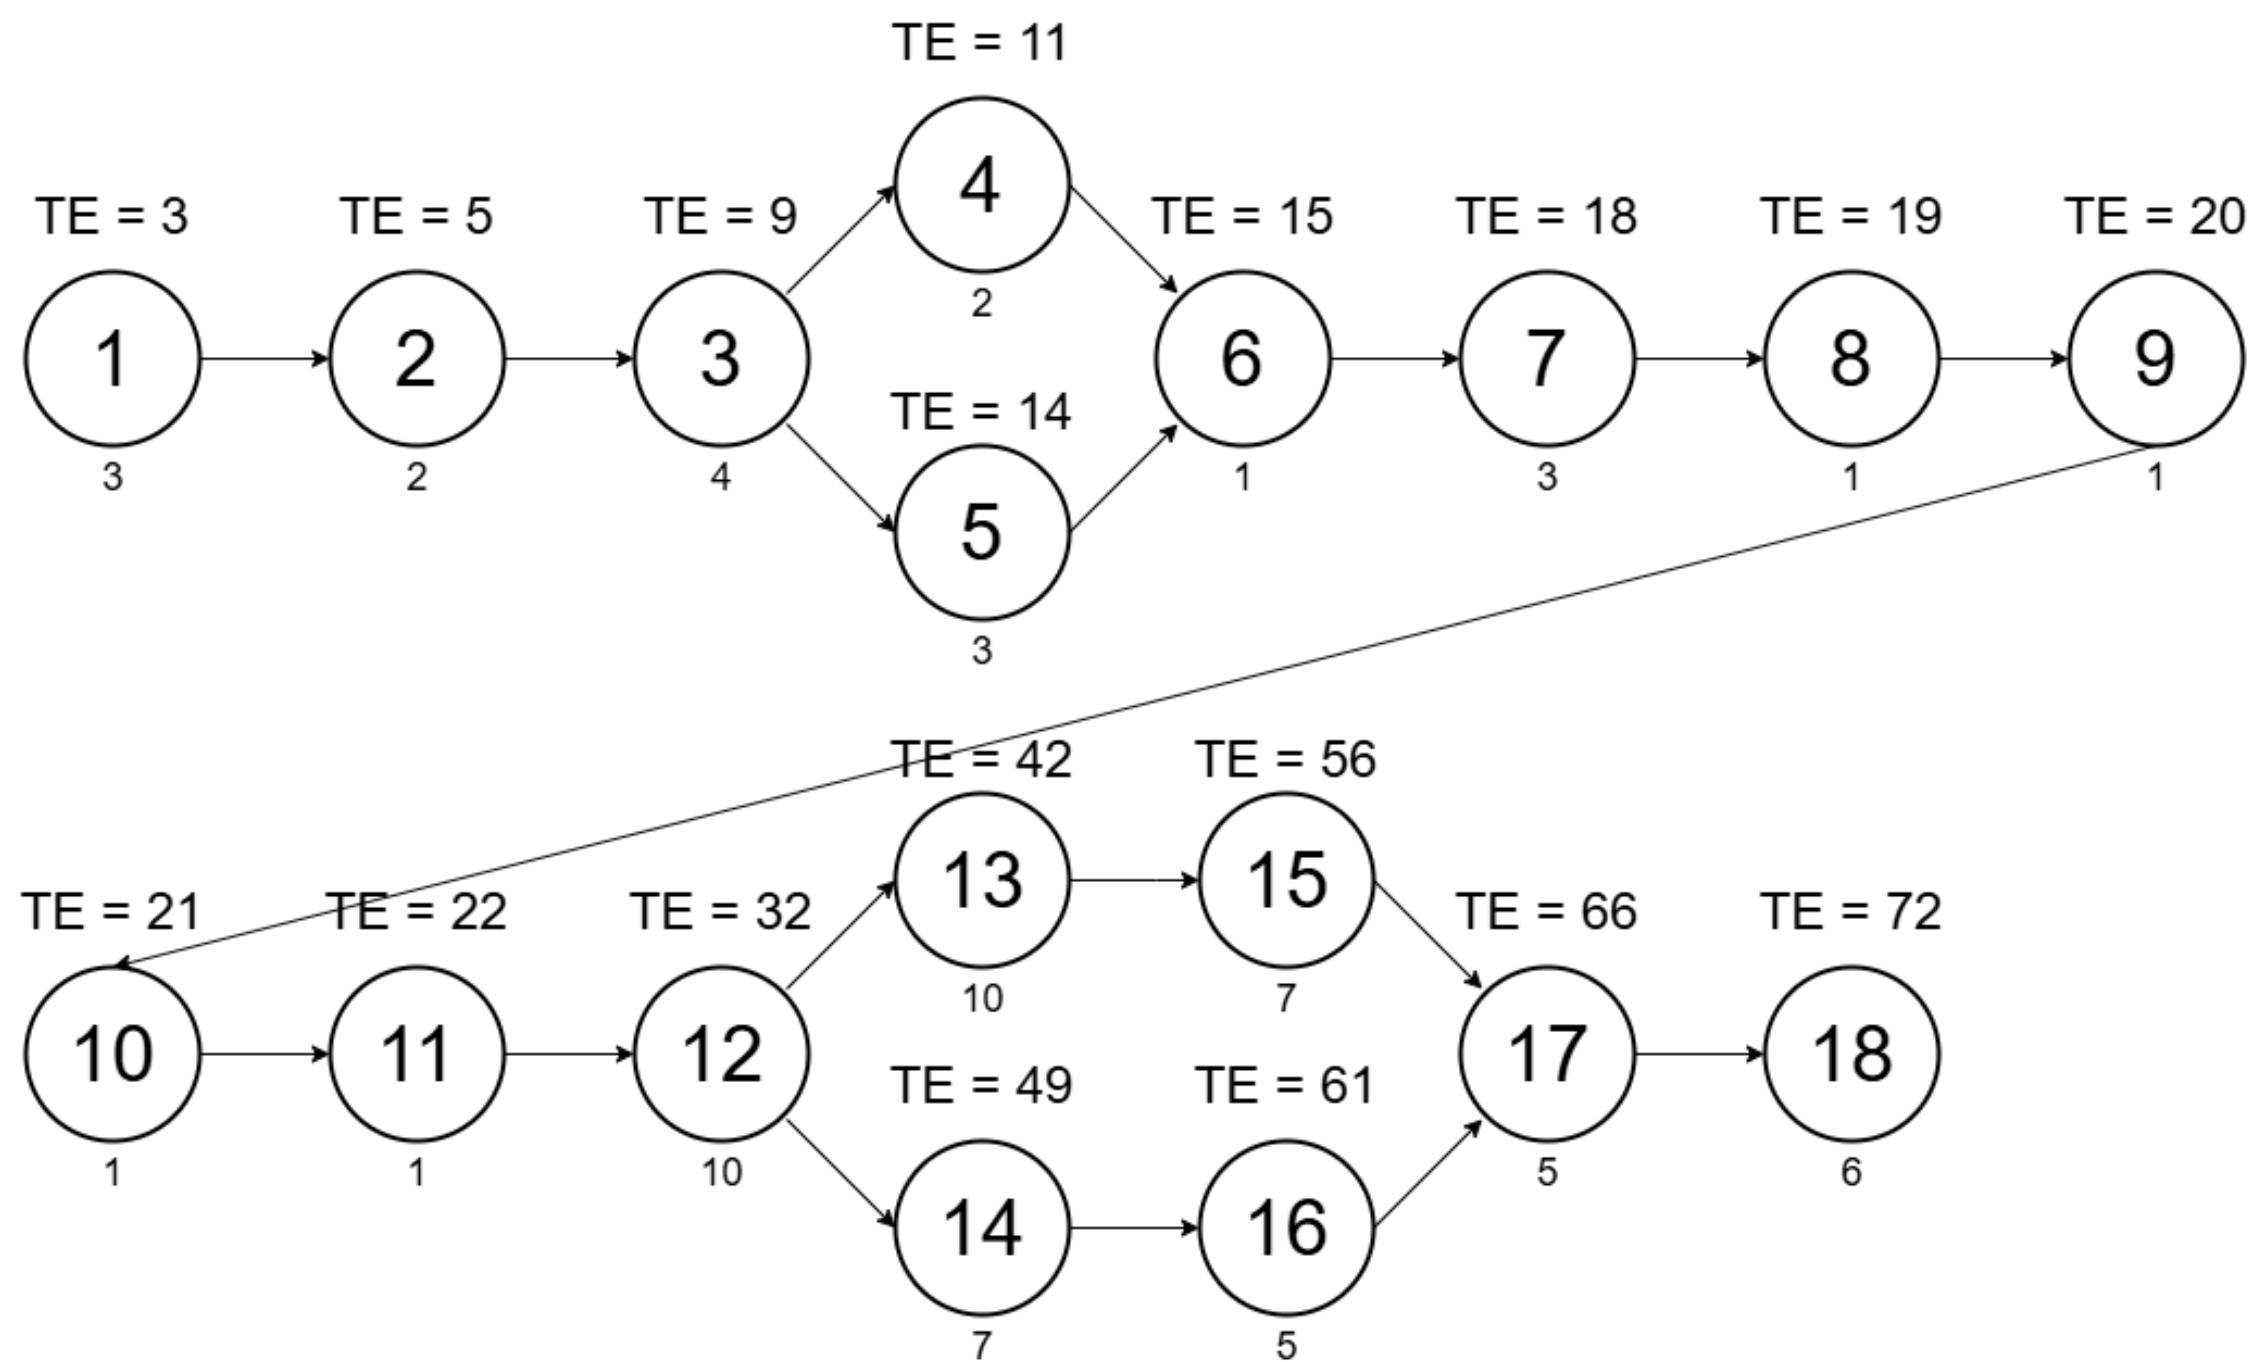 TE = 11
4
2
TE = 3
1
3
TE = 5
2
2
TE = 9
3
4
TE = 14
5
3
TE = 15
6
1
TE = 18
7
3
TE = 19
8
1
TE = 20
9
1
TE = 21
10
1
TE = 22
11
1
TE = 32
12
10
TE = 42
13
10
TE = 56
15
7
TE = 49
14
7
TE = 61
16
5
TE = 66
17
5
TE = 72
18
6